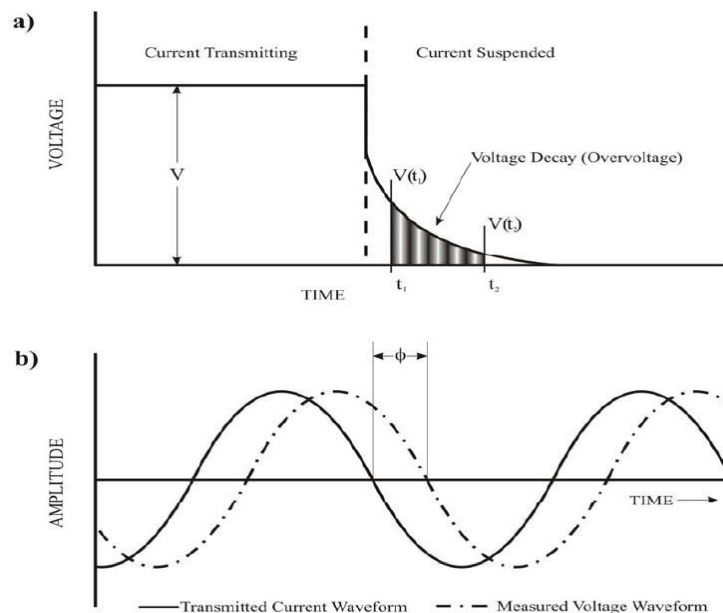 a)
Current Transmitting
Current Suspended
VOLTAGE
V
Voltage Decay (Overvoltage)
V(t₁)
V(t₂)
TIME
t₁
t₂
b)
ϕ
AMPLITUDE
TIME
Transmitted Current Waveform
Measured Voltage Waveform